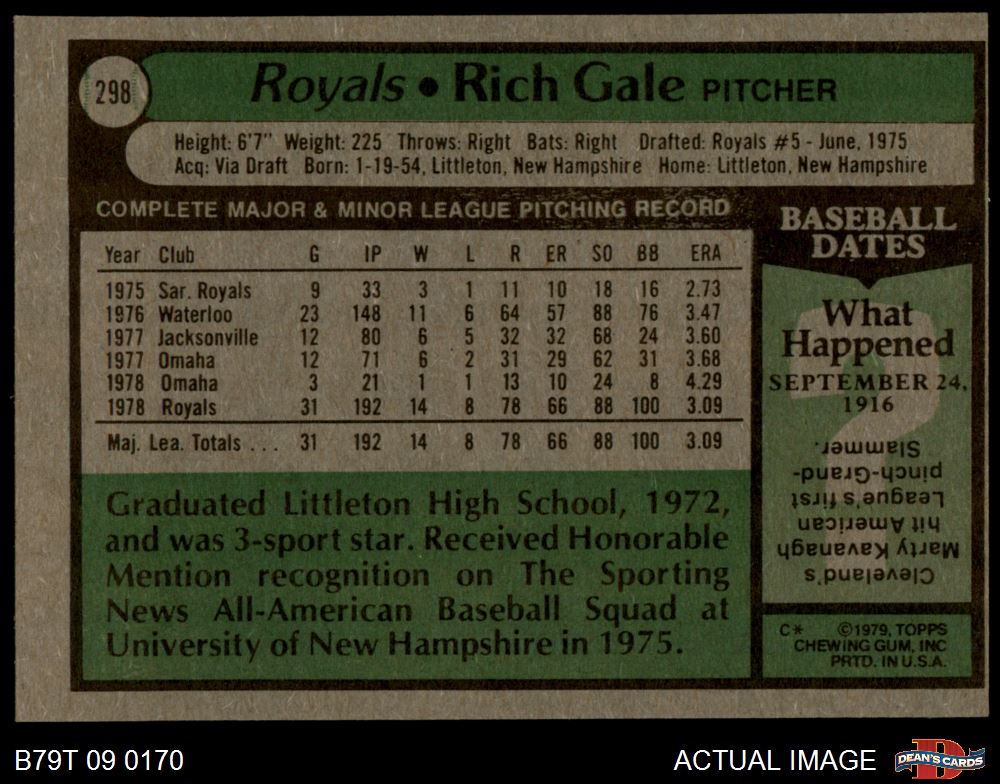 298
Royals • Rich Gale PITCHER
Height: 6'7" Weight: 225 Throws: Right Bats: Right Drafted: Royals #5 - June, 1975
Acq: Via Draft Born: 1-19-54, Littleton, New Hampshire Home: Littleton, New Hampshire
COMPLETE MAJOR & MINOR LEAGUE PITCHING RECORD
Year Club G IP W L R ER SO BB ERA
1975 Sar. Royals 9 33 3 1 11 10 18 16 2.73
1976 Waterloo 23 148 11 6 64 57 88 76 3.47
1977 Jacksonville 12 80 6 5 32 32 68 24 3.60
1977 Omaha 12 71 6 2 31 29 62 31 3.68
1978 Omaha 3 21 1 1 13 10 24 8 4.29
1978 Royals 31 192 14 8 78 66 88 100 3.09
Maj. Lea. Totals . . . 31 192 14 8 78 66 88 100 3.09
Graduated Littleton High School, 1972,
and was 3-sport star. Received Honorable
Mention recognition on The Sporting
News All-American Baseball Squad at
University of New Hampshire in 1975.
BASEBALL
DATES
What
Happened
SEPTEMBER 24,
1916
?
Cleveland's
Marty Kavanagh
hit American
League's first
pinch-Grand-
Slammer.
C* ©1979, TOPPS
CHEWING GUM, INC
PRTD. IN U.S.A.
B79T 09 0170
ACTUAL IMAGE
D
DEAN'S CARDS